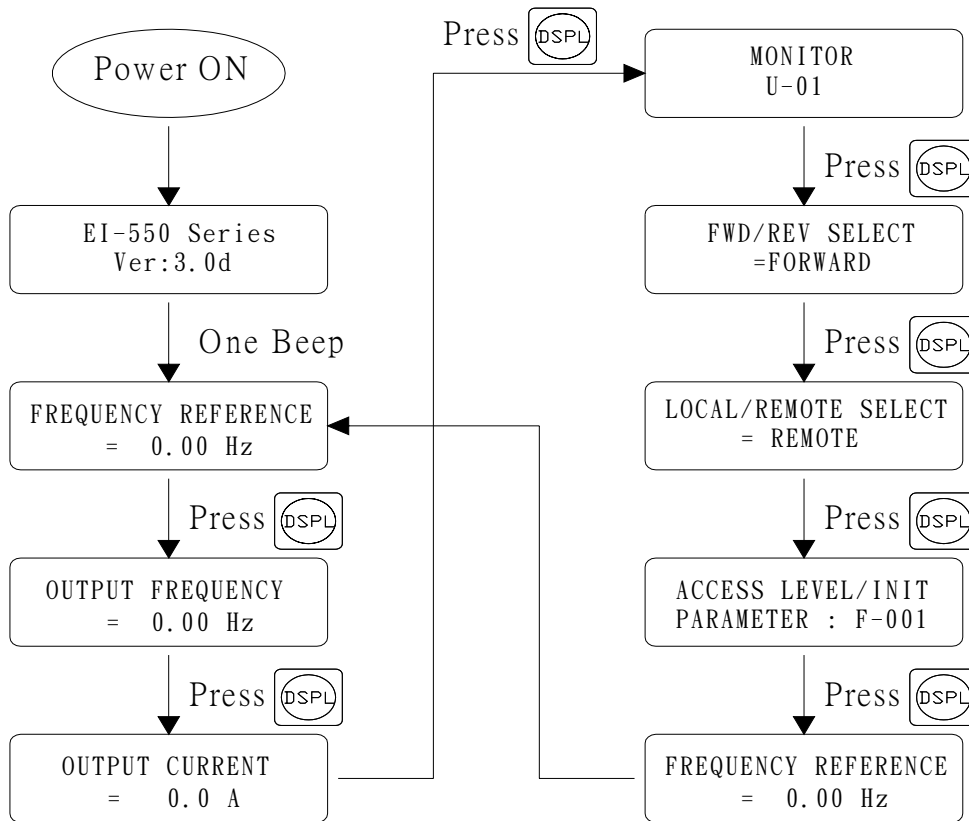 Power ON
EI-550 Series
Ver:3.0d
One Beep
FREQUENCY REFERENCE
= 0.00 Hz
Press DSPL
OUTPUT FREQUENCY
= 0.00 Hz
Press DSPL
OUTPUT CURRENT
= 0.0 A
Press DSPL
MONITOR
U-01
Press DSPL
FWD/REV SELECT
=FORWARD
Press DSPL
LOCAL/REMOTE SELECT
= REMOTE
Press DSPL
ACCESS LEVEL/INIT
PARAMETER : F-001
Press DSPL
FREQUENCY REFERENCE
= 0.00 Hz